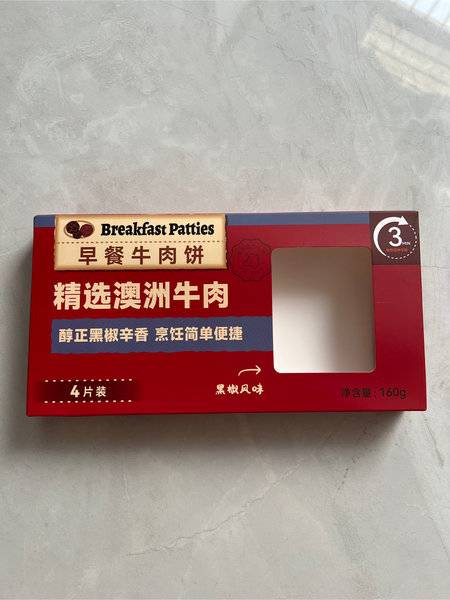 Breakfast Patties
早餐牛肉饼
3 MIN
精选澳洲牛肉
醇正黑椒辛香 烹饪简单便捷
黑椒风味
4片装
净含量：160g